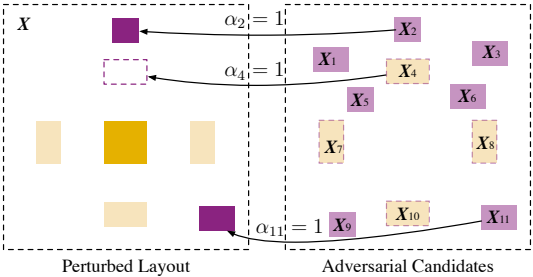 X
α₂ = 1
X₂
X₁
X₃
α₄ = 1
X₄
X₅
X₆
X₇
X₈
α₁₁ = 1
X₉
X₁₀
X₁₁
Perturbed Layout
Adversarial Candidates